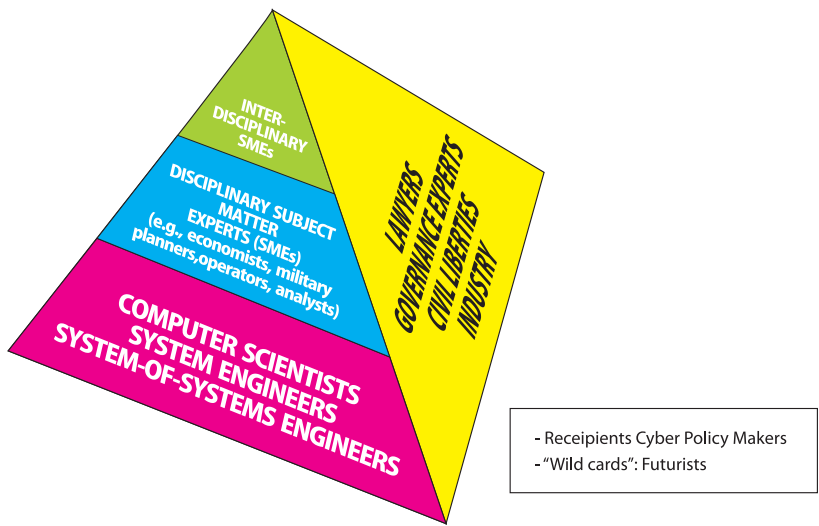 INTER-
DISCIPLINARY
SMEs
DISCIPLINARY SUBJECT
MATTER
EXPERTS (SMEs)
(e.g., economists, military
planners,operators, analysts)
COMPUTER SCIENTISTS
SYSTEM ENGINEERS
SYSTEM-OF-SYSTEMS ENGINEERS
LAWYERS
GOVERNANCE EXPERTS
CIVIL LIBERTIES
INDUSTRY
- Receipients Cyber Policy Makers
- “Wild cards”: Futurists